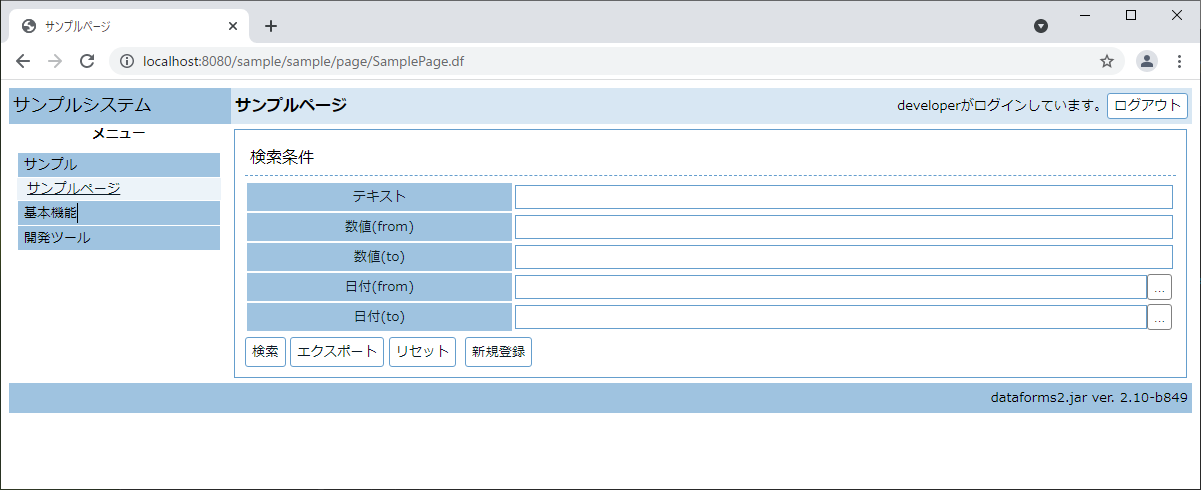 サンプルページ
localhost:8080/sample/sample/page/SamplePage.df
サンプルシステム
サンプルページ
developerがログインしています。 ログアウト
メニュー
サンプル
サンプルページ
基本機能
開発ツール
検索条件
テキスト
数値(from)
数値(to)
日付(from) ...
日付(to) ...
検索 エクスポート リセット 新規登録
dataforms2.jar ver. 2.10-b849